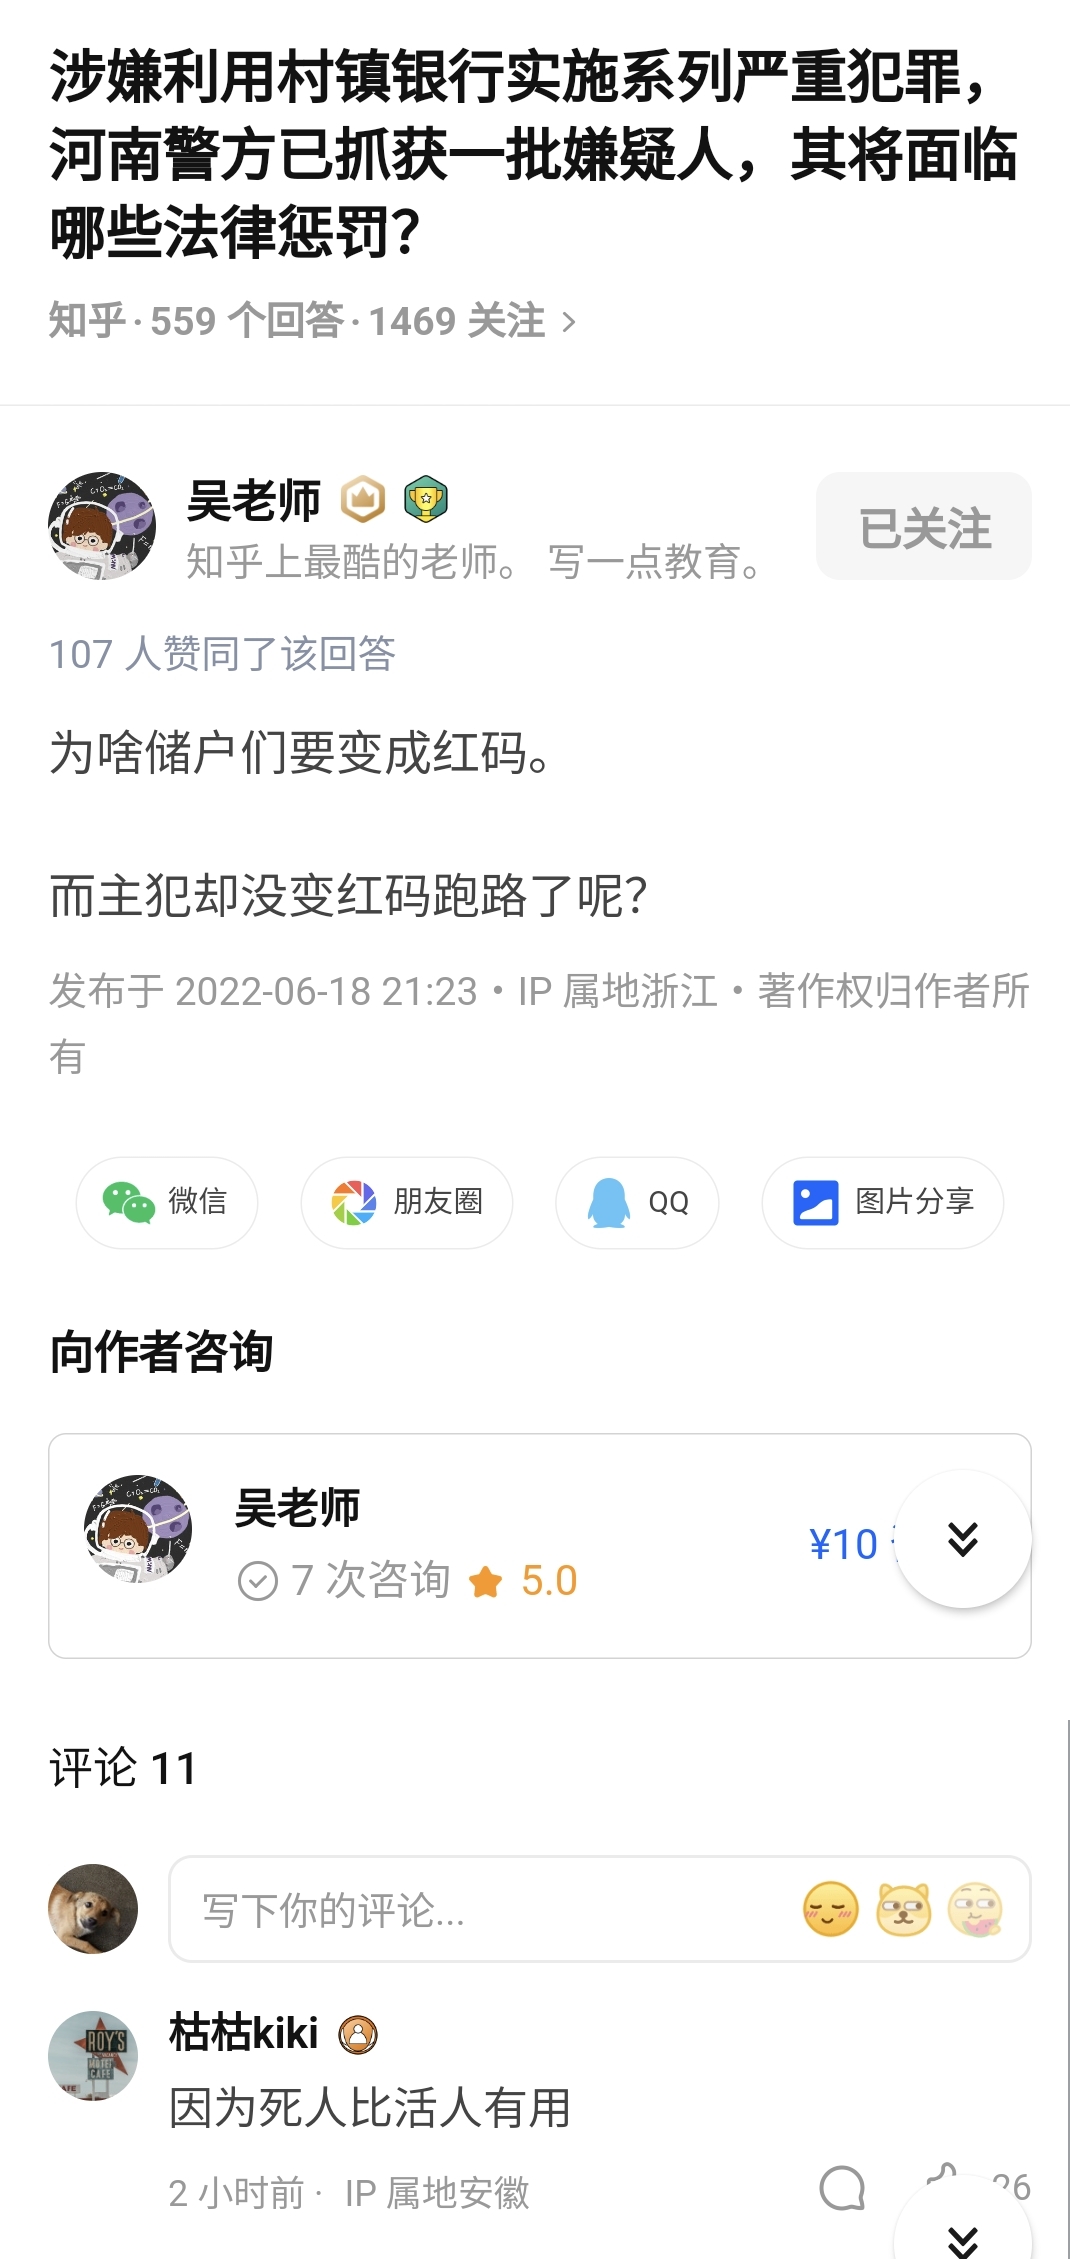 涉嫌利用村镇银行实施系列严重犯罪，
河南警方已抓获一批嫌疑人，其将面临
哪些法律惩罚？
知乎·559 个回答·1469 关注
吴老师
已关注
知乎上最酷的老师。 写一点教育。
107 人赞同了该回答
为啥储户们要变成红码。
而主犯却没变红码跑路了呢？
发布于 2022-06-18 21:23・IP 属地浙江・著作权归作者所
有
微信
朋友圈
QQ
图片分享
向作者咨询
吴老师
7 次咨询 5.0
¥10
评论 11
写下你的评论...
枯枯kiki
ROY'S
MOTEL
CAFE
因为死人比活人有用
2 小时前 · IP 属地安徽
26